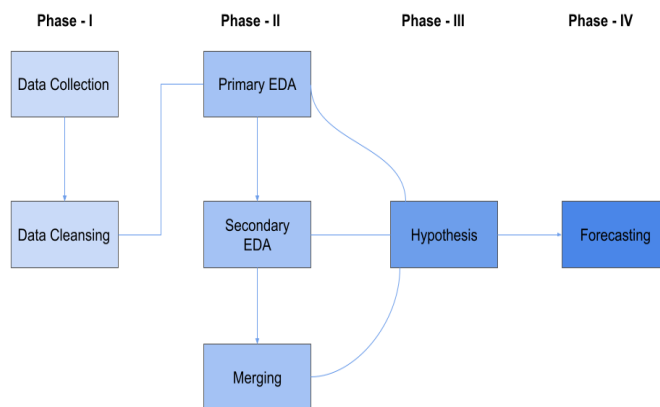 Phase - I
Phase - II
Phase - III
Phase - IV
Data Collection
Primary EDA
Data Cleansing
Secondary
EDA
Hypothesis
Forecasting
Merging